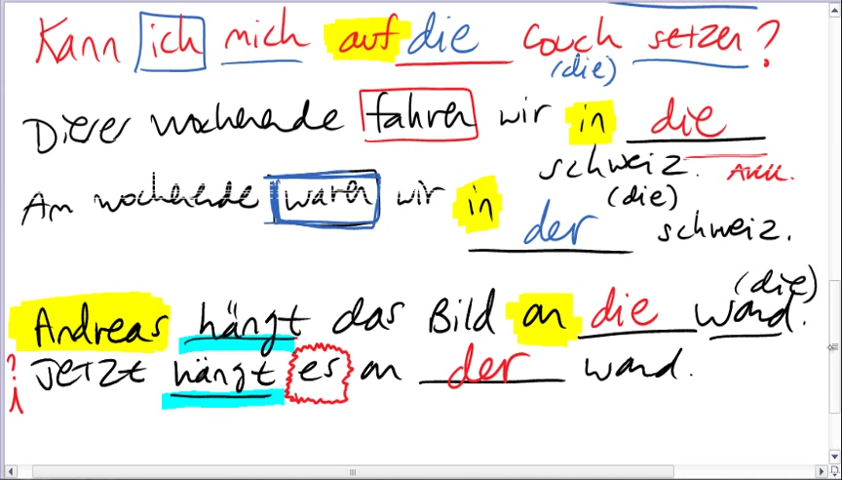 Kann ich mich auf die Couch setzen?
(die)
Dieses wochenende fahren wir in die
schweiz. Akk.
Am wochenende waren wir in der schweiz.
(die)
(die)
Andreas hängt das Bild an die wand.
? Jetzt hängt es an der wand.